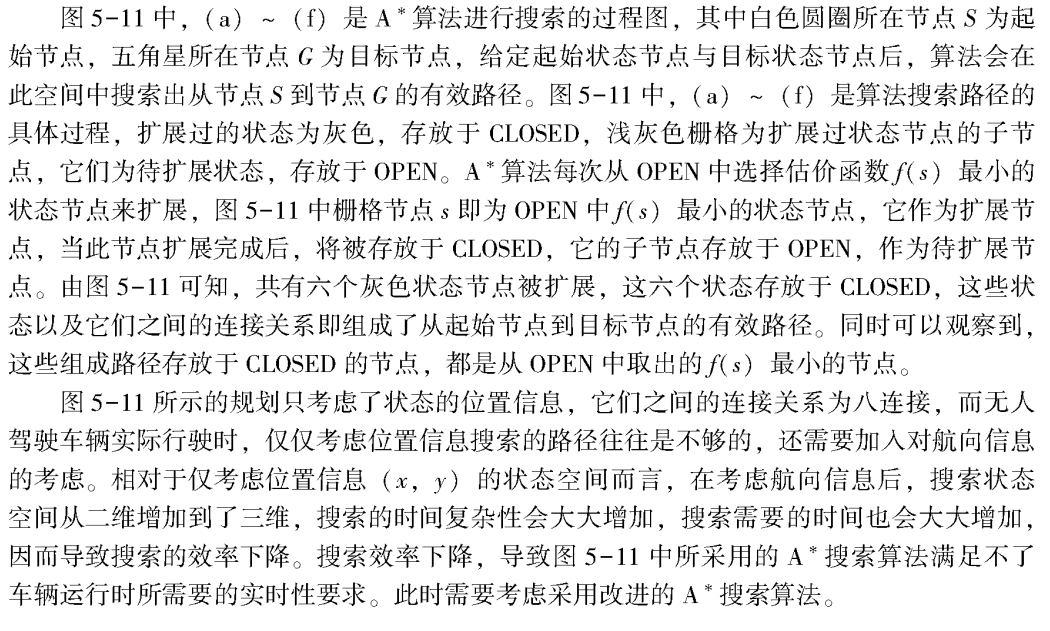 图 5-11 中，(a) ~ (f) 是 A*算法进行搜索的过程图，其中白色圆圈所在节点 S 为起
始节点，五角星所在节点 G 为目标节点，给定起始状态节点与目标状态节点后，算法会在
此空间中搜索出从节点 S 到节点 G 的有效路径。图 5-11 中，(a) ~ (f) 是算法搜索路径的
具体过程，扩展过的状态为灰色，存放于 CLOSED，浅灰色栅格为扩展过状态节点的子节
点，它们为待扩展状态，存放于 OPEN。A*算法每次从 OPEN 中选择估价函数 f(s) 最小的
状态节点来扩展，图 5-11 中栅格节点 s 即为 OPEN 中 f(s) 最小的状态节点，它作为扩展节
点，当此节点扩展完成后，将被存放于 CLOSED，它的子节点存放于 OPEN，作为待扩展节
点。由图 5-11 可知，共有六个灰色状态节点被扩展，这六个状态存放于 CLOSED，这些状
态以及它们之间的连接关系即组成了从起始节点到目标节点的有效路径。同时可以观察到，
这些组成路径存放于 CLOSED 的节点，都是从 OPEN 中取出的 f(s) 最小的节点。
图 5-11 所示的规划只考虑了状态的位置信息，它们之间的连接关系为八连接，而无人
驾驶车辆实际行驶时，仅仅考虑位置信息搜索的路径往往是不够的，还需要加入对航向信息
的考虑。相对于仅考虑位置信息 (x, y) 的状态空间而言，在考虑航向信息后，搜索状态
空间从二维增加到了三维，搜索的时间复杂性会大大增加，搜索需要的时间也会大大增加，
因而导致搜索的效率下降。搜索效率下降，导致图 5-11 中所采用的 A*搜索算法满足不了
车辆运行时所需要的实时性要求。此时需要考虑采用改进的 A*搜索算法。